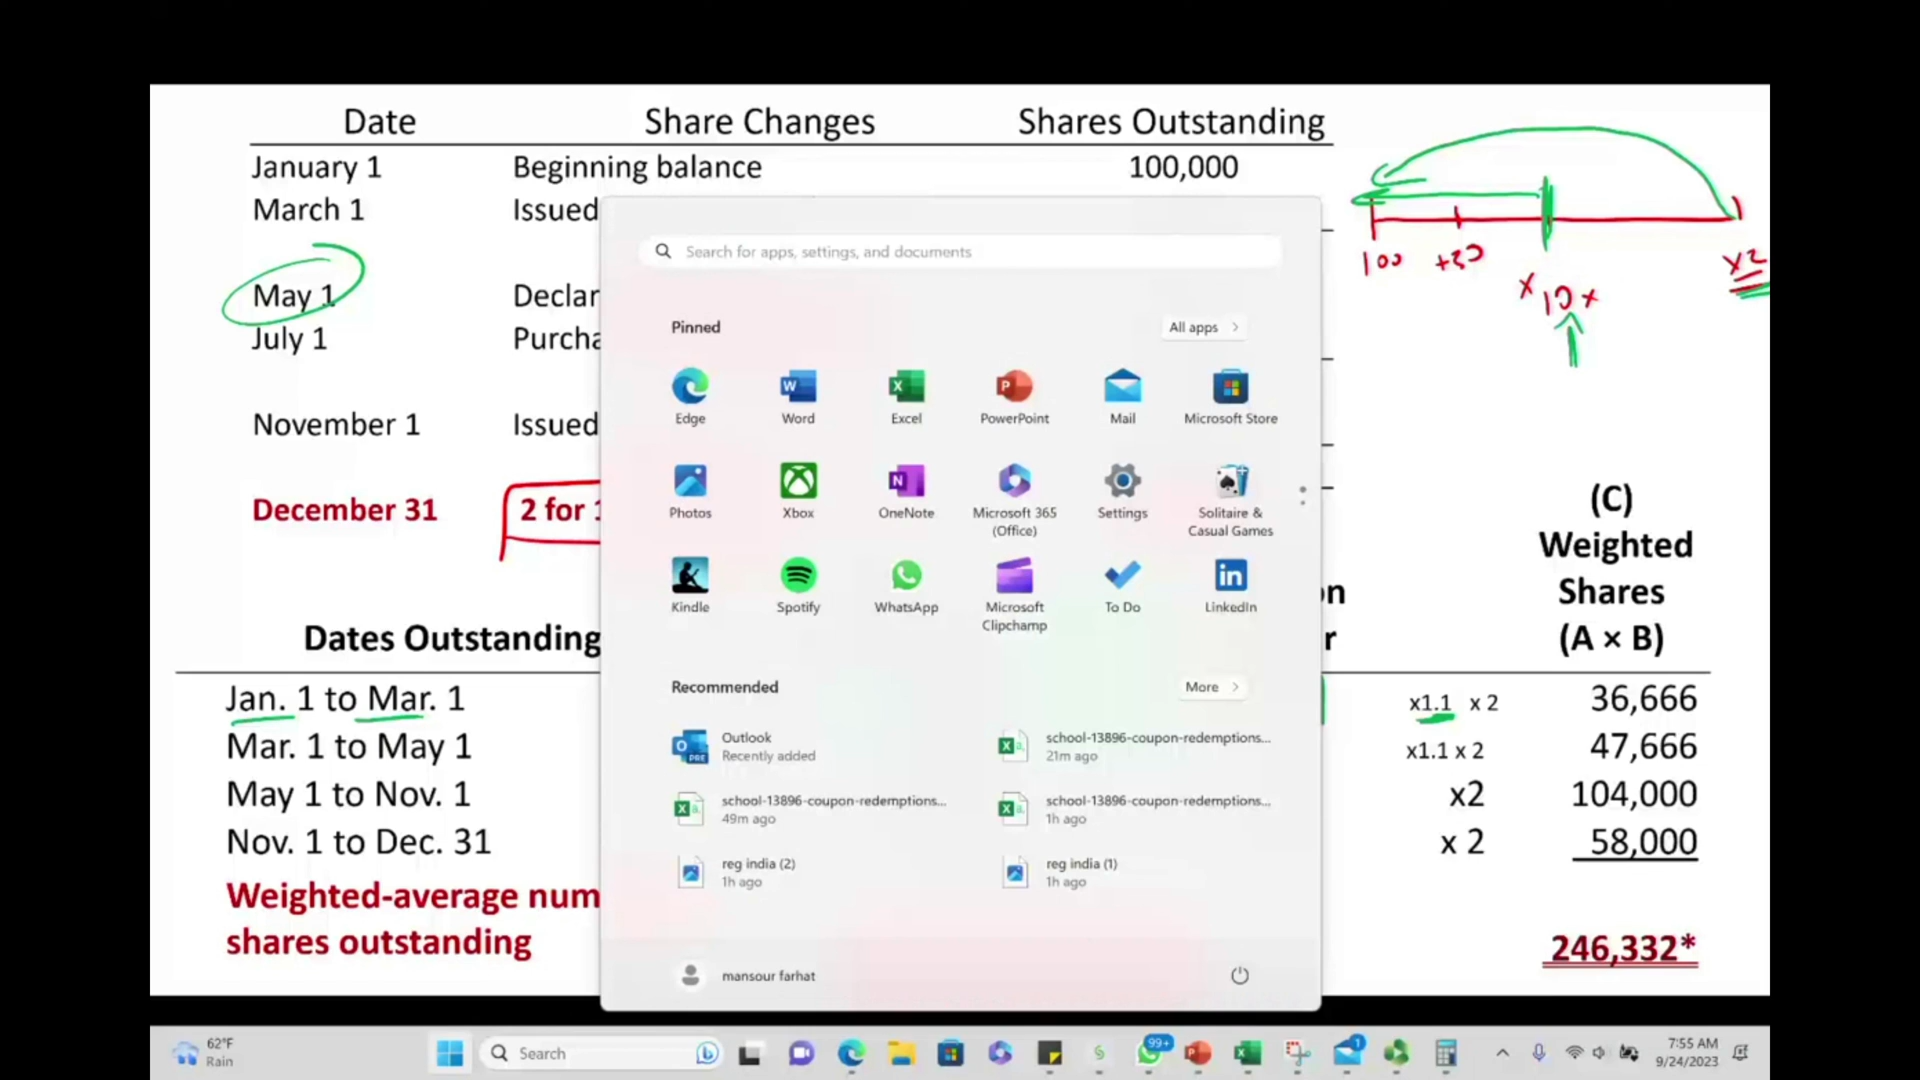 Date Share Changes Shares Outstanding
January 1 Beginning balance 100,000
March 1 Issued
May 1 Declar
July 1 Purcha
November 1 Issued
December 31 2 for 1
100 +30 x 10 x x2
Search for apps, settings, and documents
Pinned All apps
Edge Word Excel PowerPoint Mail Microsoft Store
Photos Xbox OneNote Microsoft 365 (Office) Settings Solitaire & Casual Games
Kindle Spotify WhatsApp Microsoft Clipchamp To Do LinkedIn
Recommended More
Outlook
Recently added
school-13896-coupon-redemptions...
21m ago
school-13896-coupon-redemptions...
49m ago
school-13896-coupon-redemptions...
1h ago
reg india (2)
1h ago
reg india (1)
1h ago
mansour farhat
(C)
Weighted
Shares
(A × B)
Dates Outstanding
Jan. 1 to Mar. 1 x1.1 x 2 36,666
Mar. 1 to May 1 x1.1 x 2 47,666
May 1 to Nov. 1 x2 104,000
Nov. 1 to Dec. 31 x 2 58,000
Weighted-average num
shares outstanding 246,332*
62°F
Rain
Search
99+
1
7:55 AM
9/24/2023